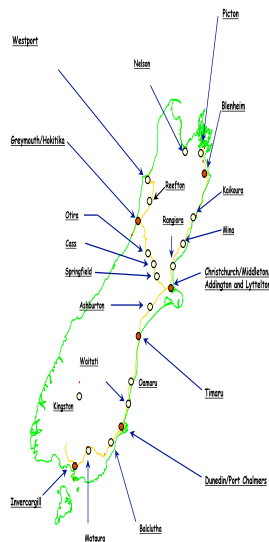 Picton
Westport
Nelson
Blenheim
Greymouth/Hokitika
Reefton
Kaikoura
Otira
Rangiora
Mina
Cass
Springfield
Christchurch/Middleton,
Addington and Lyttelton
Ashburton
Waitati
Oamaru
Timaru
Kingston
Dunedin/Port Chalmers
Invercargill
Balclutha
Mataura